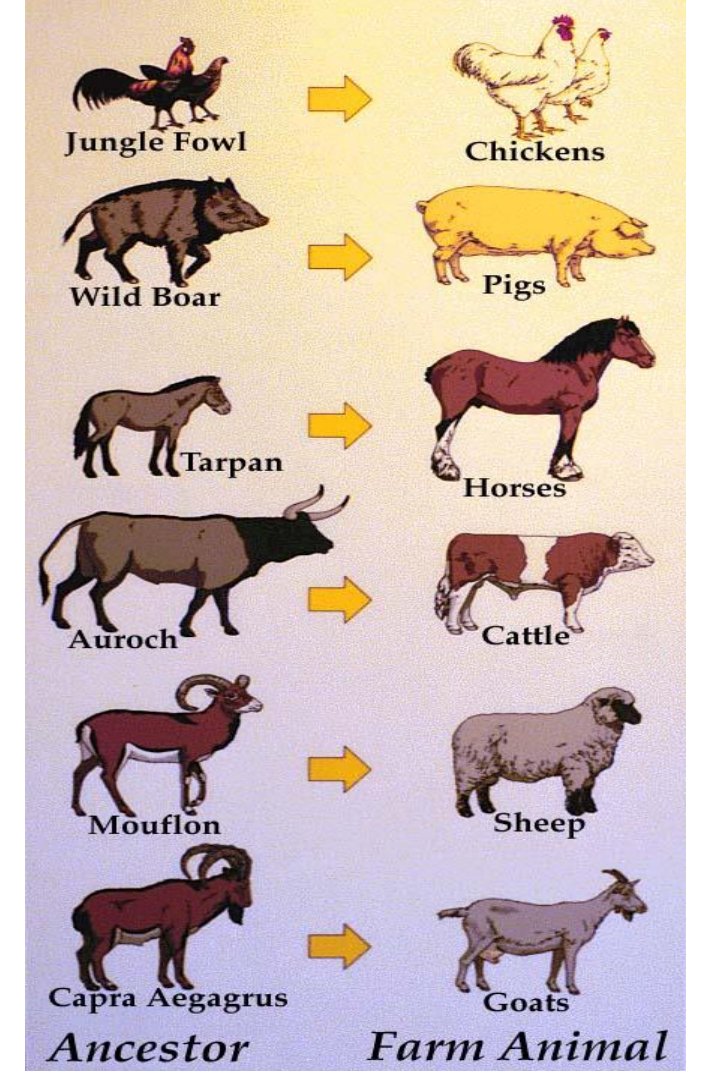 Jungle Fowl
Chickens
Wild Boar
Pigs
Tarpan
Horses
Auroch
Cattle
Mouflon
Sheep
Capra Aegagrus
Goats
Ancestor Farm Animal